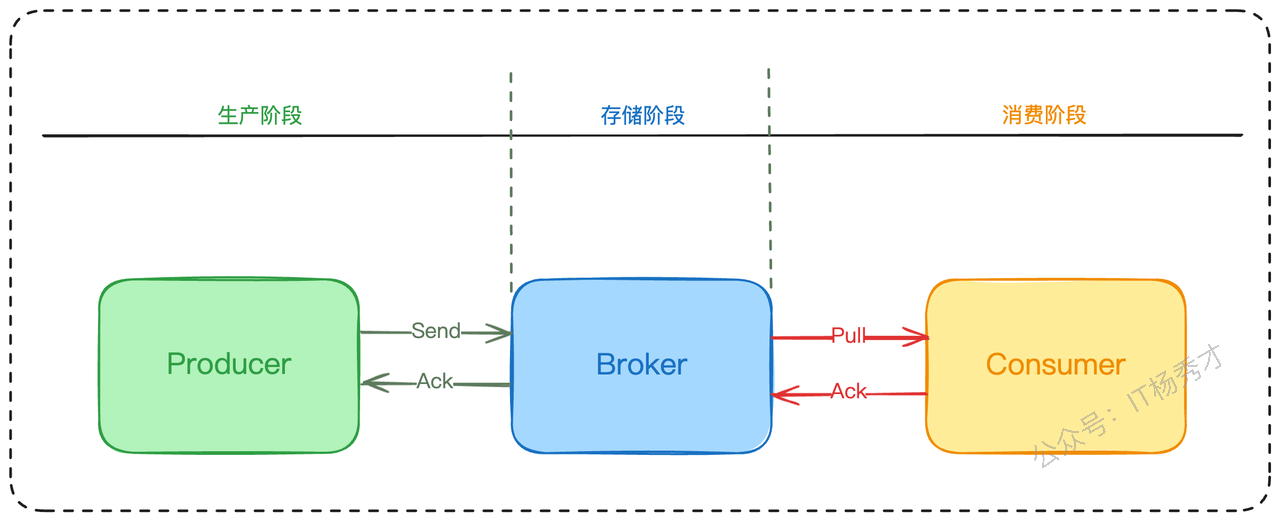 生产阶段
存储阶段
消费阶段
Producer
Send
Ack
Broker
Pull
Ack
Consumer
公众号：IT杨秀才